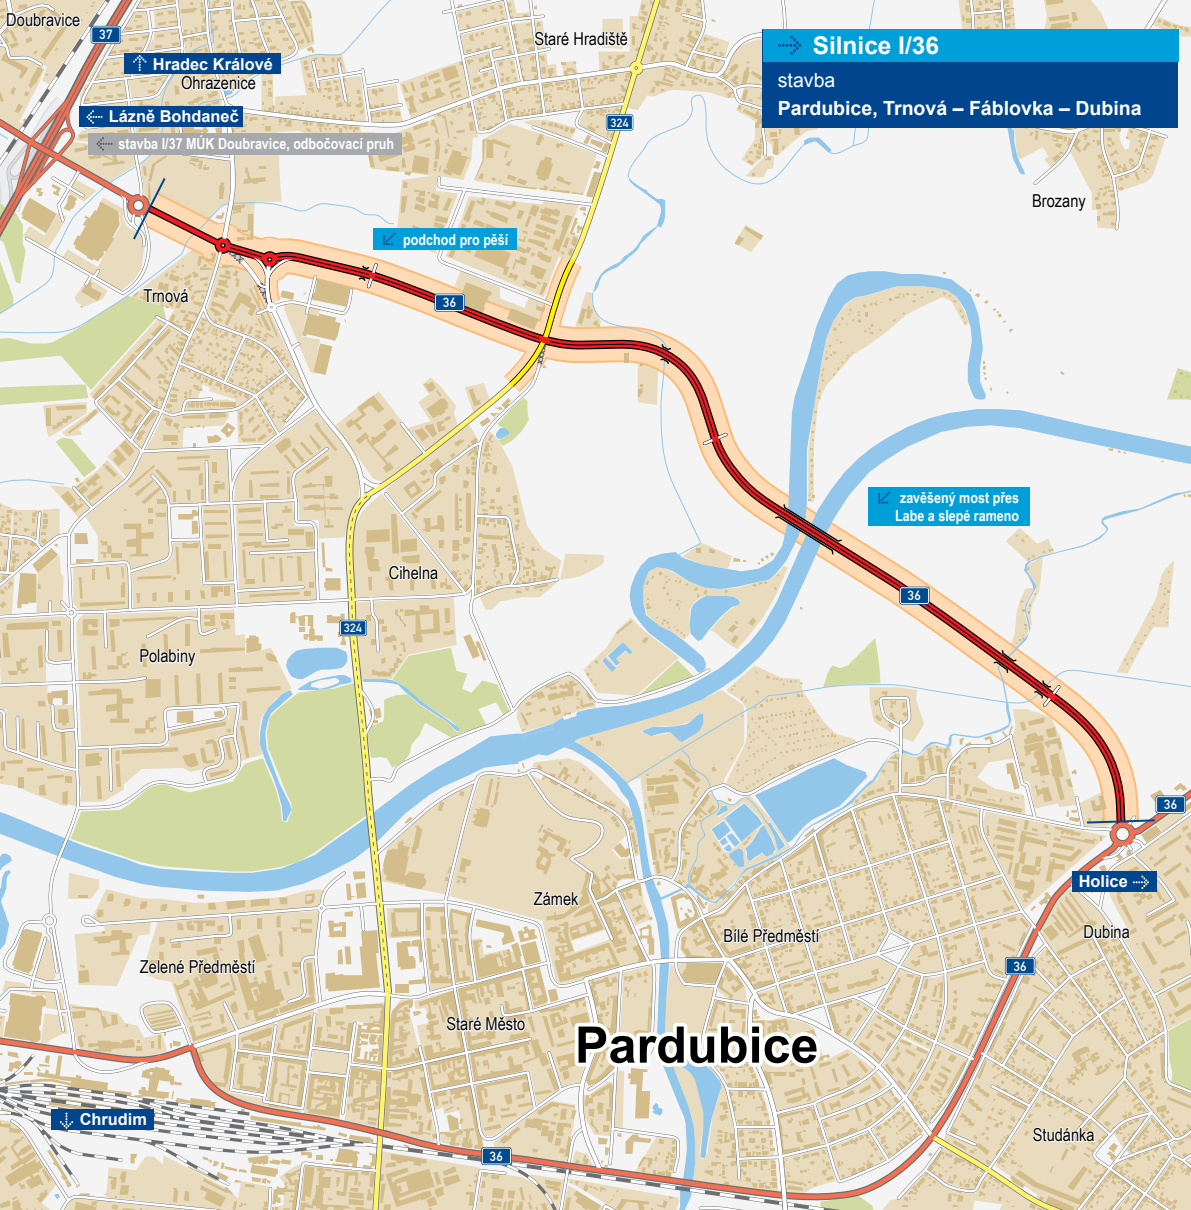 Doubravice
37
Hradec Králové
Ohrazenice
Lázně Bohdaneč
stavba I/37 MÚK Doubravice, odbočovací pruh
Staré Hradiště
324
Silnice I/36
stavba
Pardubice, Trnová – Fáblovka – Dubina
Brozany
podchod pro pěší
Trnová
36
zavěšený most přes
Labe a slepé rameno
Cihelna
36
324
Polabiny
36
Holice
Zámek
Bílé Předměstí
Dubina
Zelené Předměstí
36
Staré Město
Pardubice
Chrudim
Studánka
36